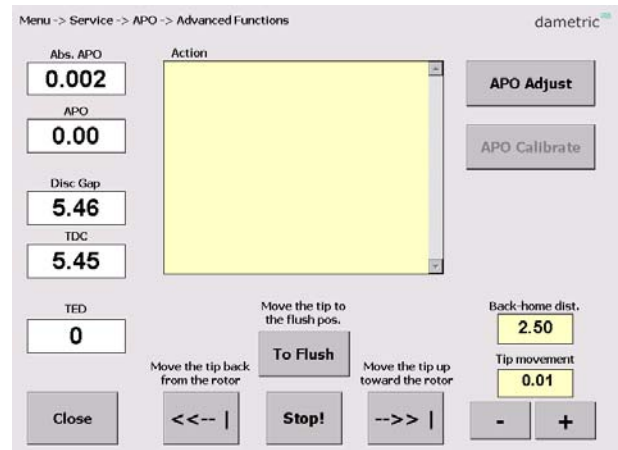 Menu -> Service -> APO -> Advanced Functions
dametric
Abs. APO
0.002
APO
0.00
Disc Gap
5.46
TDC
5.45
TED
0
Action
APO Adjust
APO Calibrate
Move the tip to
the flush pos.
To Flush
Move the tip back
from the rotor
<<-- |
Stop!
Move the tip up
toward the rotor
-->> |
Back-home dist.
2.50
Tip movement
0.01
-
+
Close